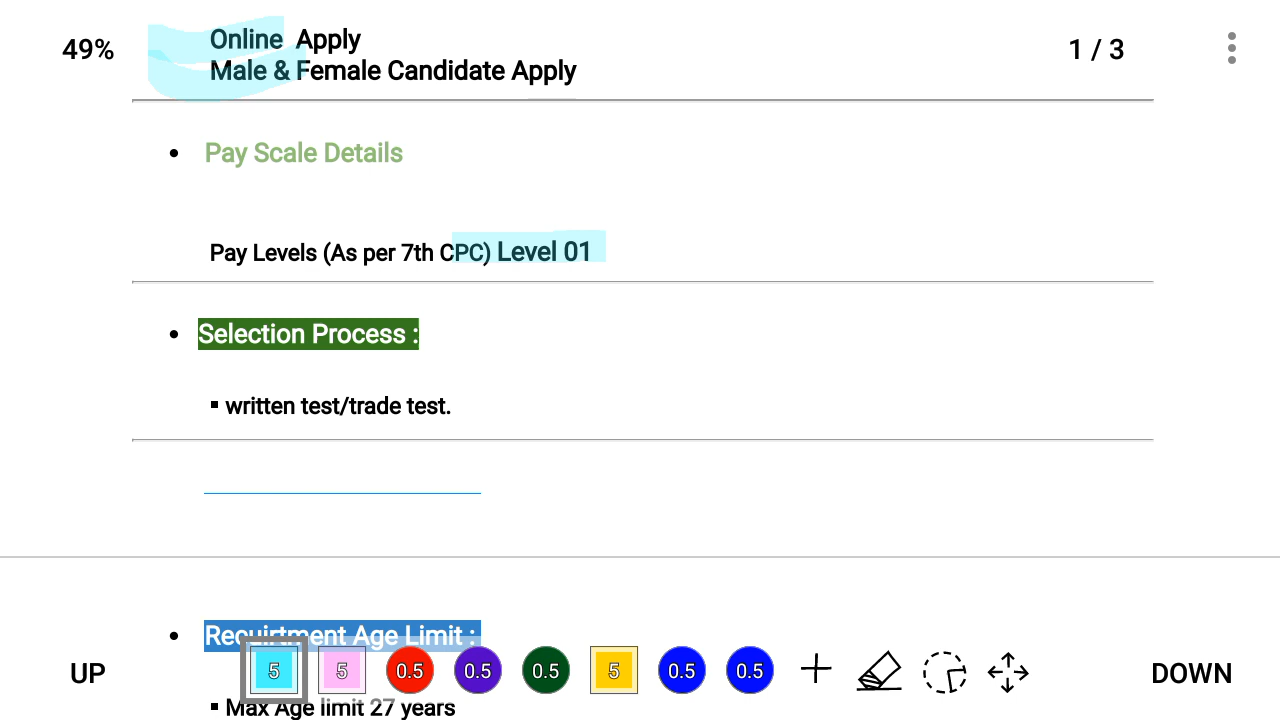 49%
Online Apply
1 / 3
Male & Female Candidate Apply
• Pay Scale Details
Pay Levels (As per 7th CPC) Level 01
• Selection Process :
▪ written test/trade test.
• Requirtment Age Limit :
UP
5
5
0.5
0.5
0.5
5
0.5
0.5
DOWN
▪ Max Age limit 27 years